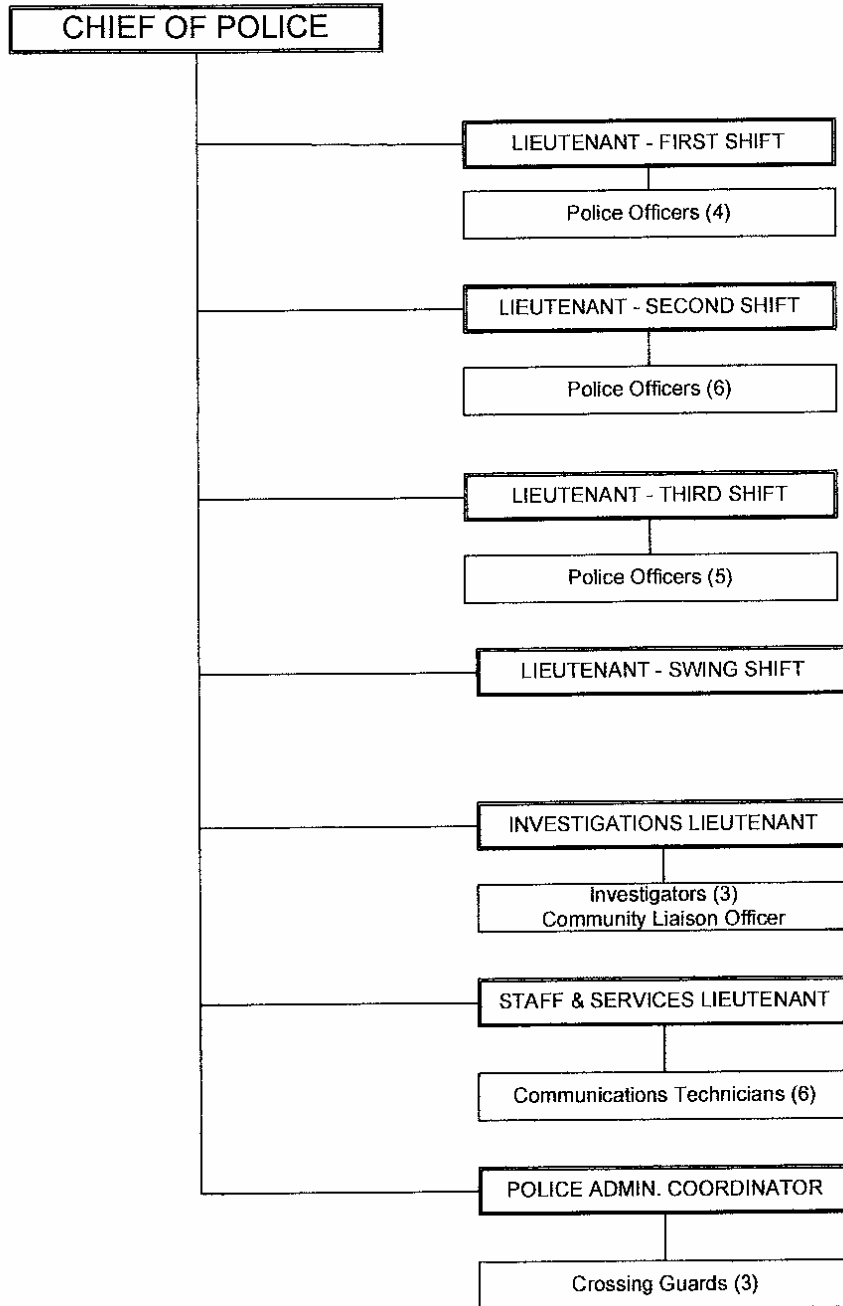 CHIEF OF POLICE
LIEUTENANT - FIRST SHIFT
Police Officers (4)
LIEUTENANT - SECOND SHIFT
Police Officers (6)
LIEUTENANT - THIRD SHIFT
Police Officers (5)
LIEUTENANT - SWING SHIFT
INVESTIGATIONS LIEUTENANT
Investigators (3)
Community Liaison Officer
STAFF & SERVICES LIEUTENANT
Communications Technicians (6)
POLICE ADMIN. COORDINATOR
Crossing Guards (3)